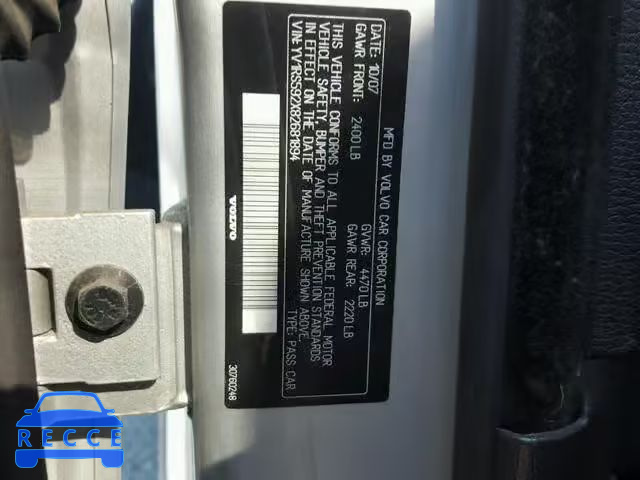 MFD BY VOLVO CAR CORPORATION
DATE: 10/07 GVWR: 4470 LB
GAWR FRONT: 2400 LB GAWR REAR: 2220 LB
THIS VEHICLE CONFORMS TO ALL APPLICABLE FEDERAL MOTOR
VEHICLE SAFETY, BUMPER AND THEFT PREVENTION STANDARDS
IN EFFECT ON THE DATE OF MANUFACTURE SHOWN ABOVE.
VIN: YV1RS592X82681894 TYPE: PASS CAR
VOLVO
30760248
RECCE